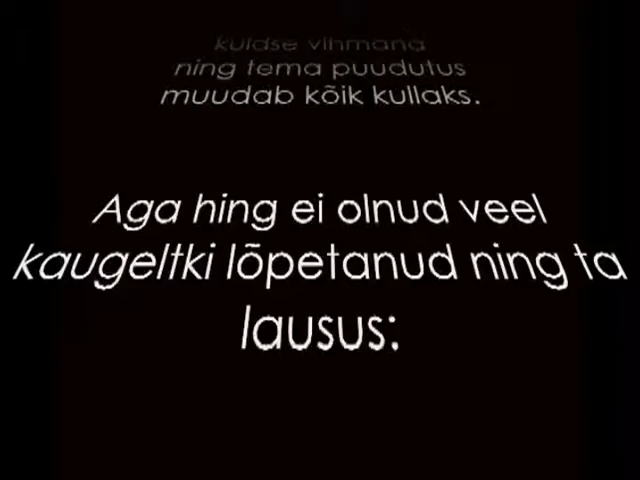 kuldse vihmana
ning tema puudutus
muudab kõik kullaks.
Aga hing ei olnud veel
kaugeltki lõpetanud ning ta
lausus: